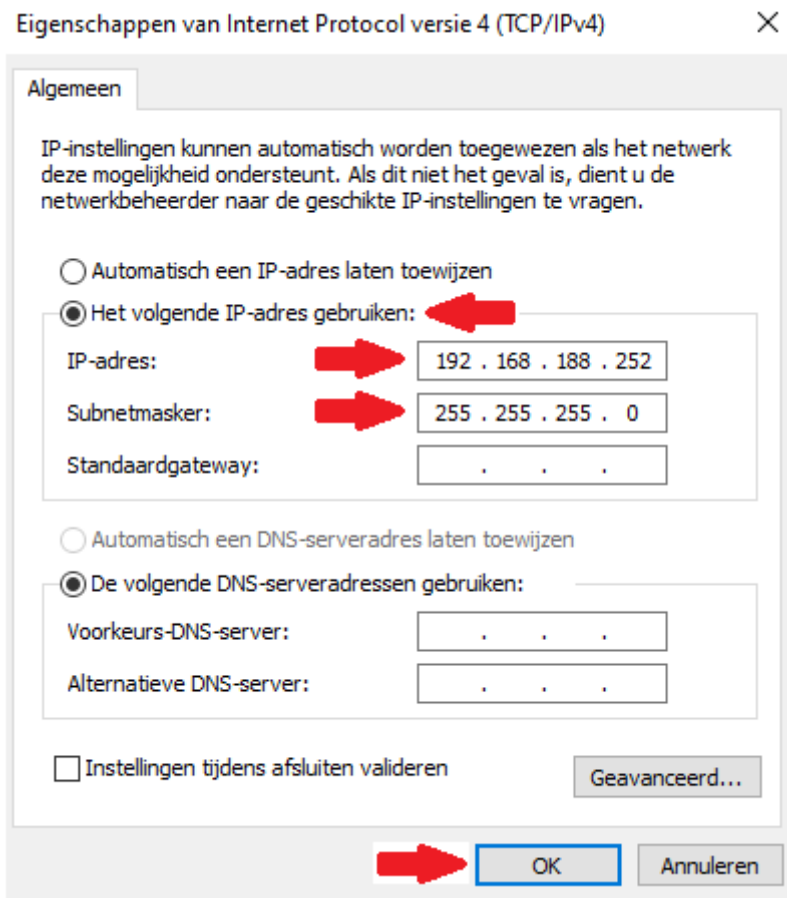 Eigenschappen van Internet Protocol versie 4 (TCP/IPv4)
Algemeen
IP-instellingen kunnen automatisch worden toegewezen als het netwerk
deze mogelijkheid ondersteunt. Als dit niet het geval is, dient u de
netwerkbeheerder naar de geschikte IP-instellingen te vragen.
Automatisch een IP-adres laten toewijzen
Het volgende IP-adres gebruiken:
IP-adres: 192 . 168 . 188 . 252
Subnetmasker: 255 . 255 . 255 . 0
Standaardgateway: . . .
Automatisch een DNS-serveradres laten toewijzen
De volgende DNS-serveradressen gebruiken:
Voorkeurs-DNS-server: . . .
Alternatieve DNS-server: . . .
Instellingen tijdens afsluiten valideren
Geavanceerd...
OK Annuleren